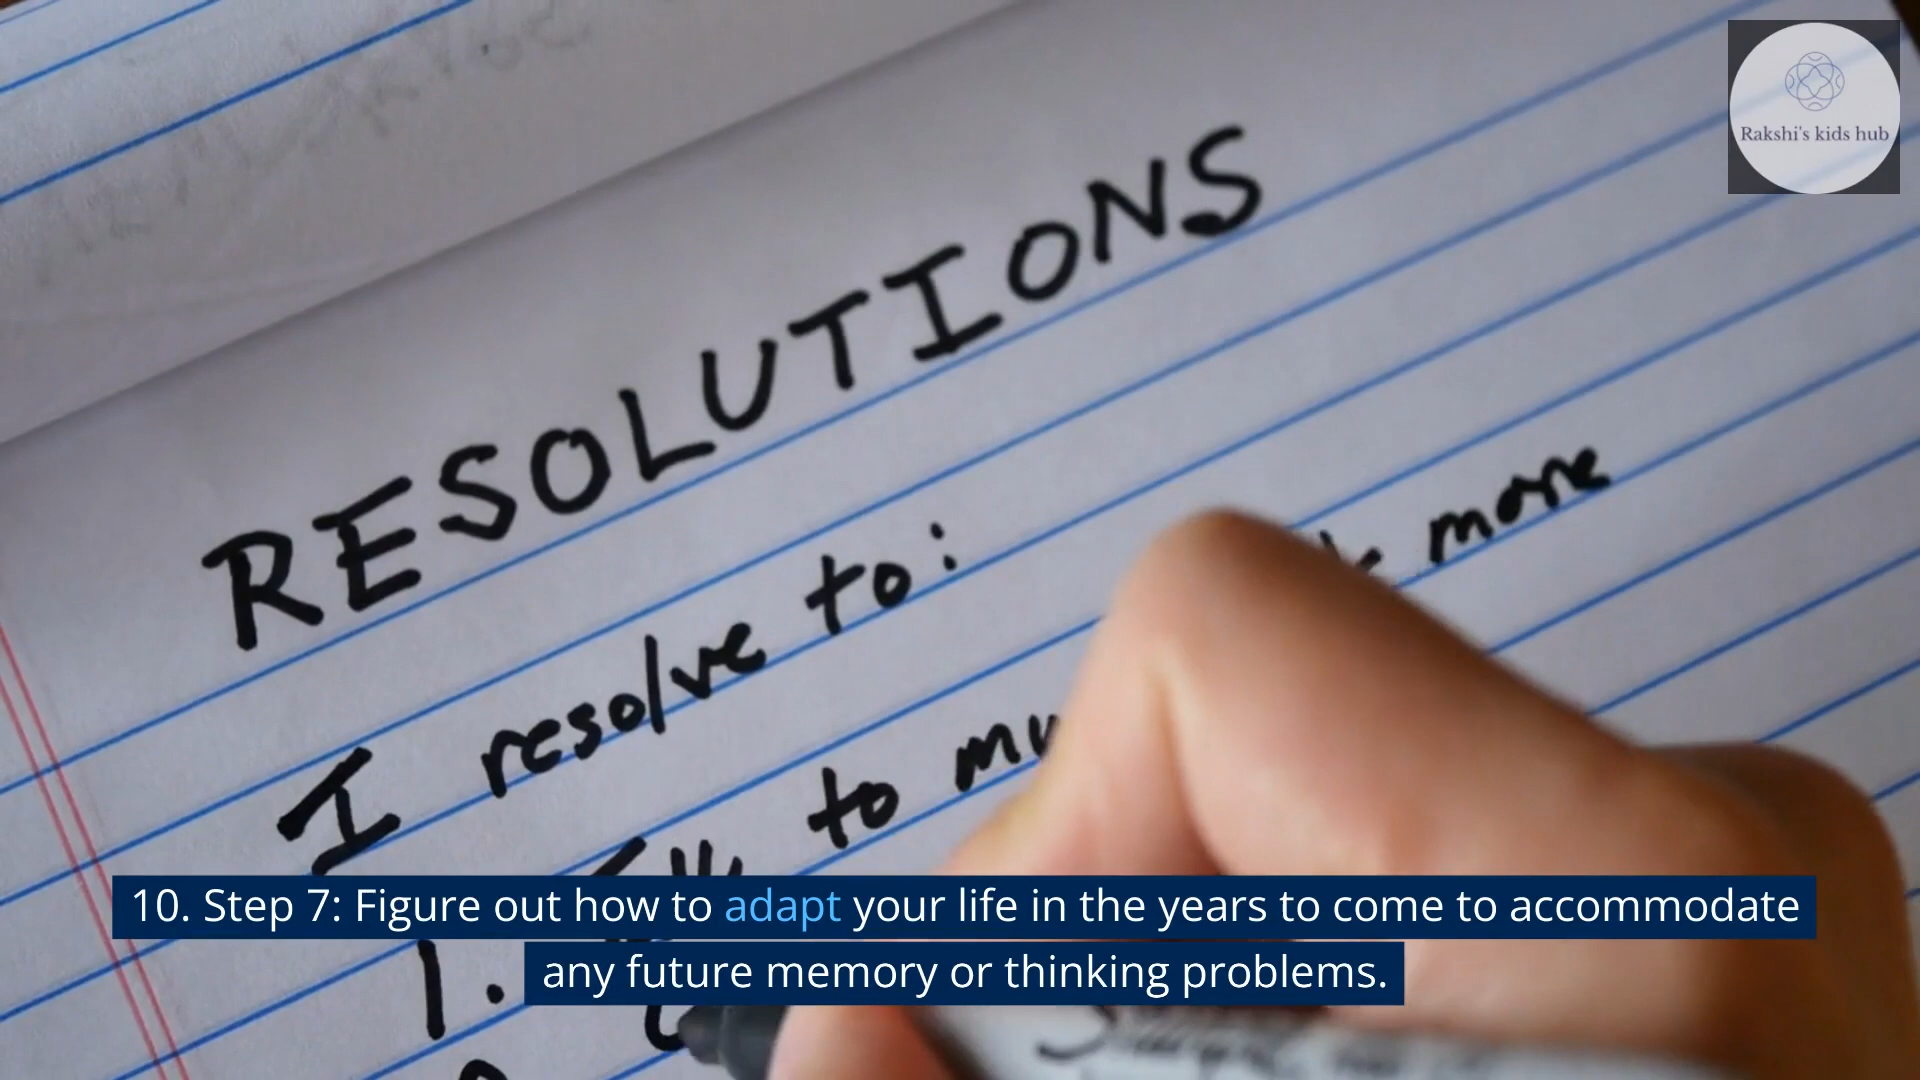 Rakshi's kids hub
RESOLUTIONS
I resolve to:
more
to
1.
10. Step 7: Figure out how to adapt your life in the years to come to accommodate
any future memory or thinking problems.